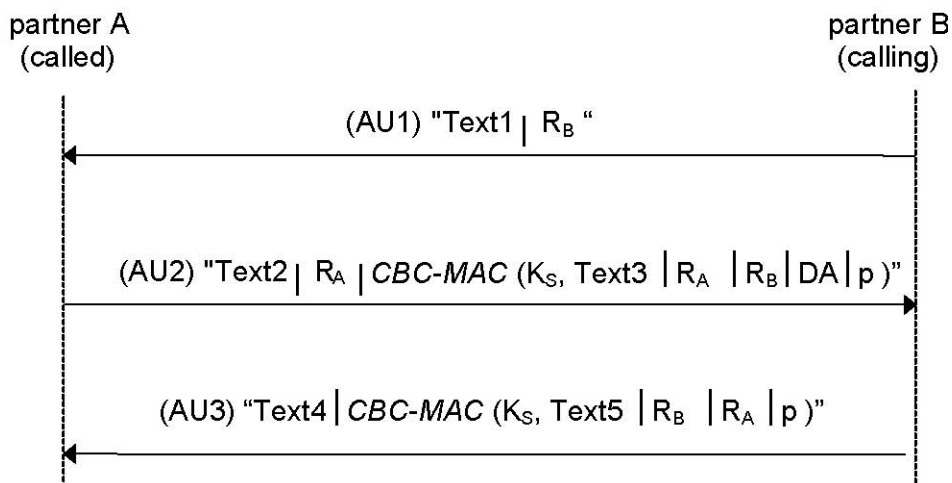 partner A
(called)
partner B
(calling)
(AU1) "Text1 | R_B “
(AU2) "Text2 | R_A | CBC-MAC (K_S, Text3 | R_A | R_B | DA | p )”
(AU3) “Text4 | CBC-MAC (K_S, Text5 | R_B | R_A | p )”